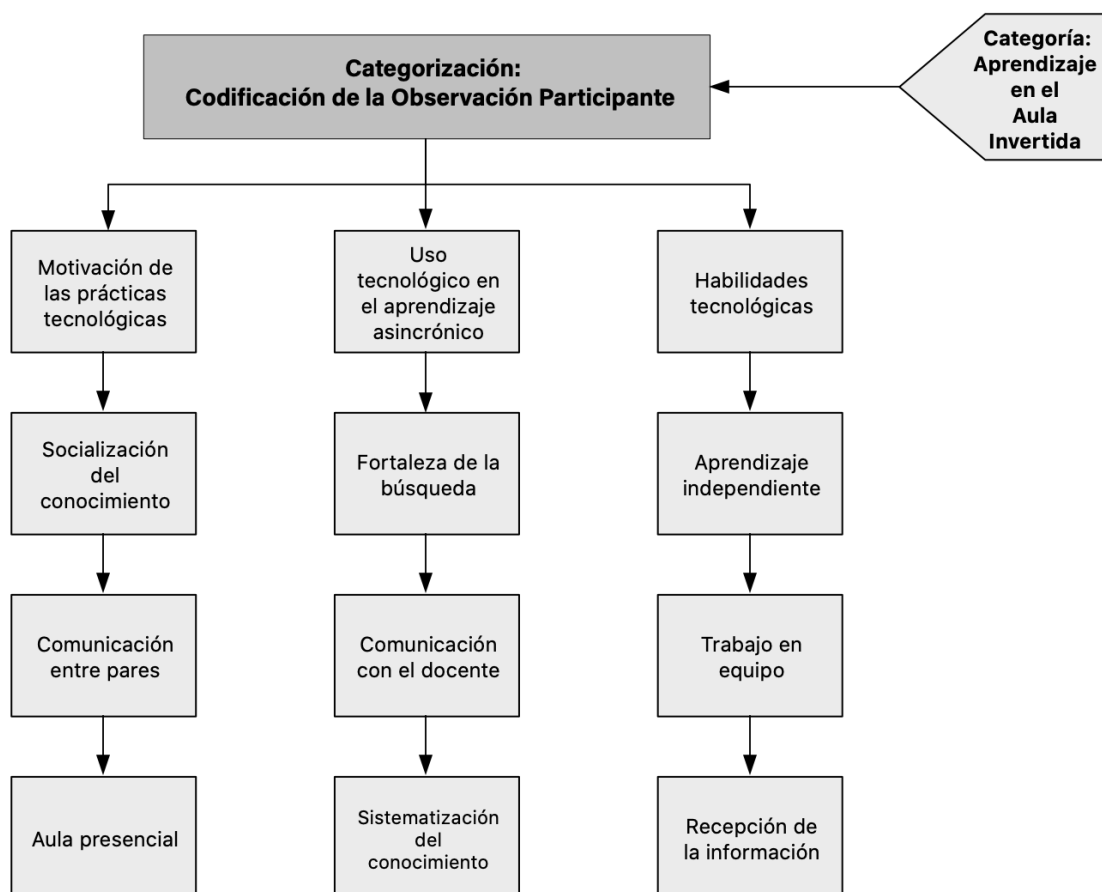 Categorización:
Codificación de la Observación Participante
Categoría:
Aprendizaje
en el
Aula
Invertida
Motivación de
las prácticas
tecnológicas
Uso
tecnológico en
el aprendizaje
asincrónico
Habilidades
tecnológicas
Socialización
del
conocimiento
Fortaleza de la
búsqueda
Aprendizaje
independiente
Comunicación
entre pares
Comunicación
con el docente
Trabajo en
equipo
Aula presencial
Sistematización
del
conocimiento
Recepción de
la información